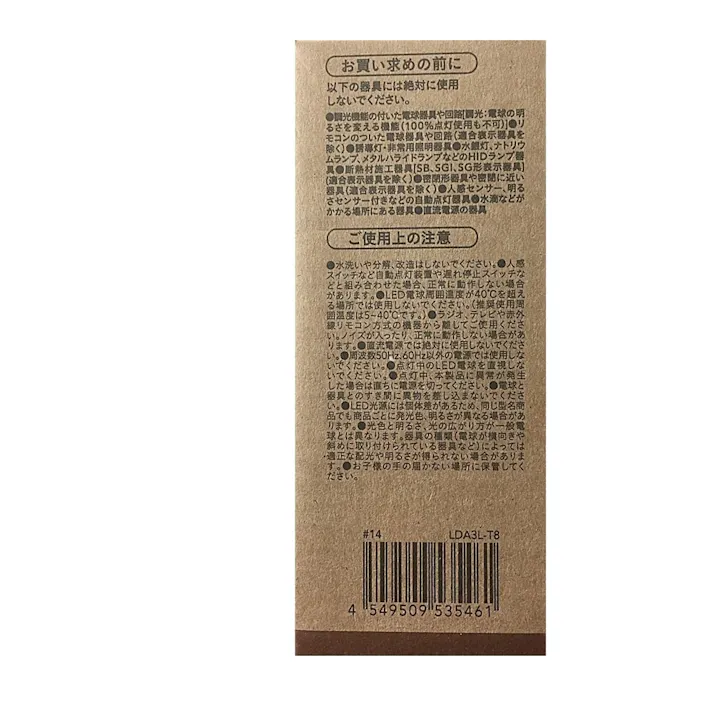 お買い求めの前に
以下の器具には絶対に使用
しないでください。
●調光機能の付いた電球器具や回路[調光:電球の明
るさを変える機能(100%点灯使用も不可)]●リ
モコンのついた電球器具や回路(適合表示器具を
除く)●誘導灯・非常用照明器具●水銀灯、ナトリウ
ムランプ、メタルハライドランプなどのHIDランプ器
具●断熱材施工器具[SB、SGI、SG形表示器具]
(適合表示器具を除く)●密閉形器具や密閉に近い
器具(適合表示器具を除く)●人感センサー、明る
さセンサー付きなどの自動点灯器具●水滴などが
かかる場所にある器具●直流電源の器具
ご使用上の注意
●水洗いや分解、改造はしないでください。●人感
スイッチなど自動点灯装置や遅れ停止スイッチな
どと組み合わせた場合、正常に動作しない場合
があります。●LED電球周囲温度が40℃を超え
る場所では使用しないでください。(推奨使用周
囲温度は5~40℃です。)●ラジオ、テレビや赤外
線リモコン方式の機器から離してご使用くださ
い。ノイズが入ったり、正常に動作しない場合があ
ります。●直流電源では絶対に使用しないでくださ
い。●周波数50Hz、60Hz以外の電源では使用し
ないでください。●点灯中のLED電球を直視しな
いでください。●点灯中、本製品に異常が発生
した場合は直ちに電源を切ってください。●電球と
器具とのすき間に異物を差し込まないでくださ
い。●LED光源には個体差があるため、同じ型名商
品でも商品ごとに発光色、明るさが異なる場合があ
ります。●光色と明るさ、光の広がり方が一般電
球とは異なります。器具の種類(電球が横向きや
斜めに取り付けられている器具など)によっては
適正な配光や明るさが得られない場合がありま
す。●お子様の手の届かない場所に保管してく
ださい。
#14 LDA3L-T8
4 549509 535461